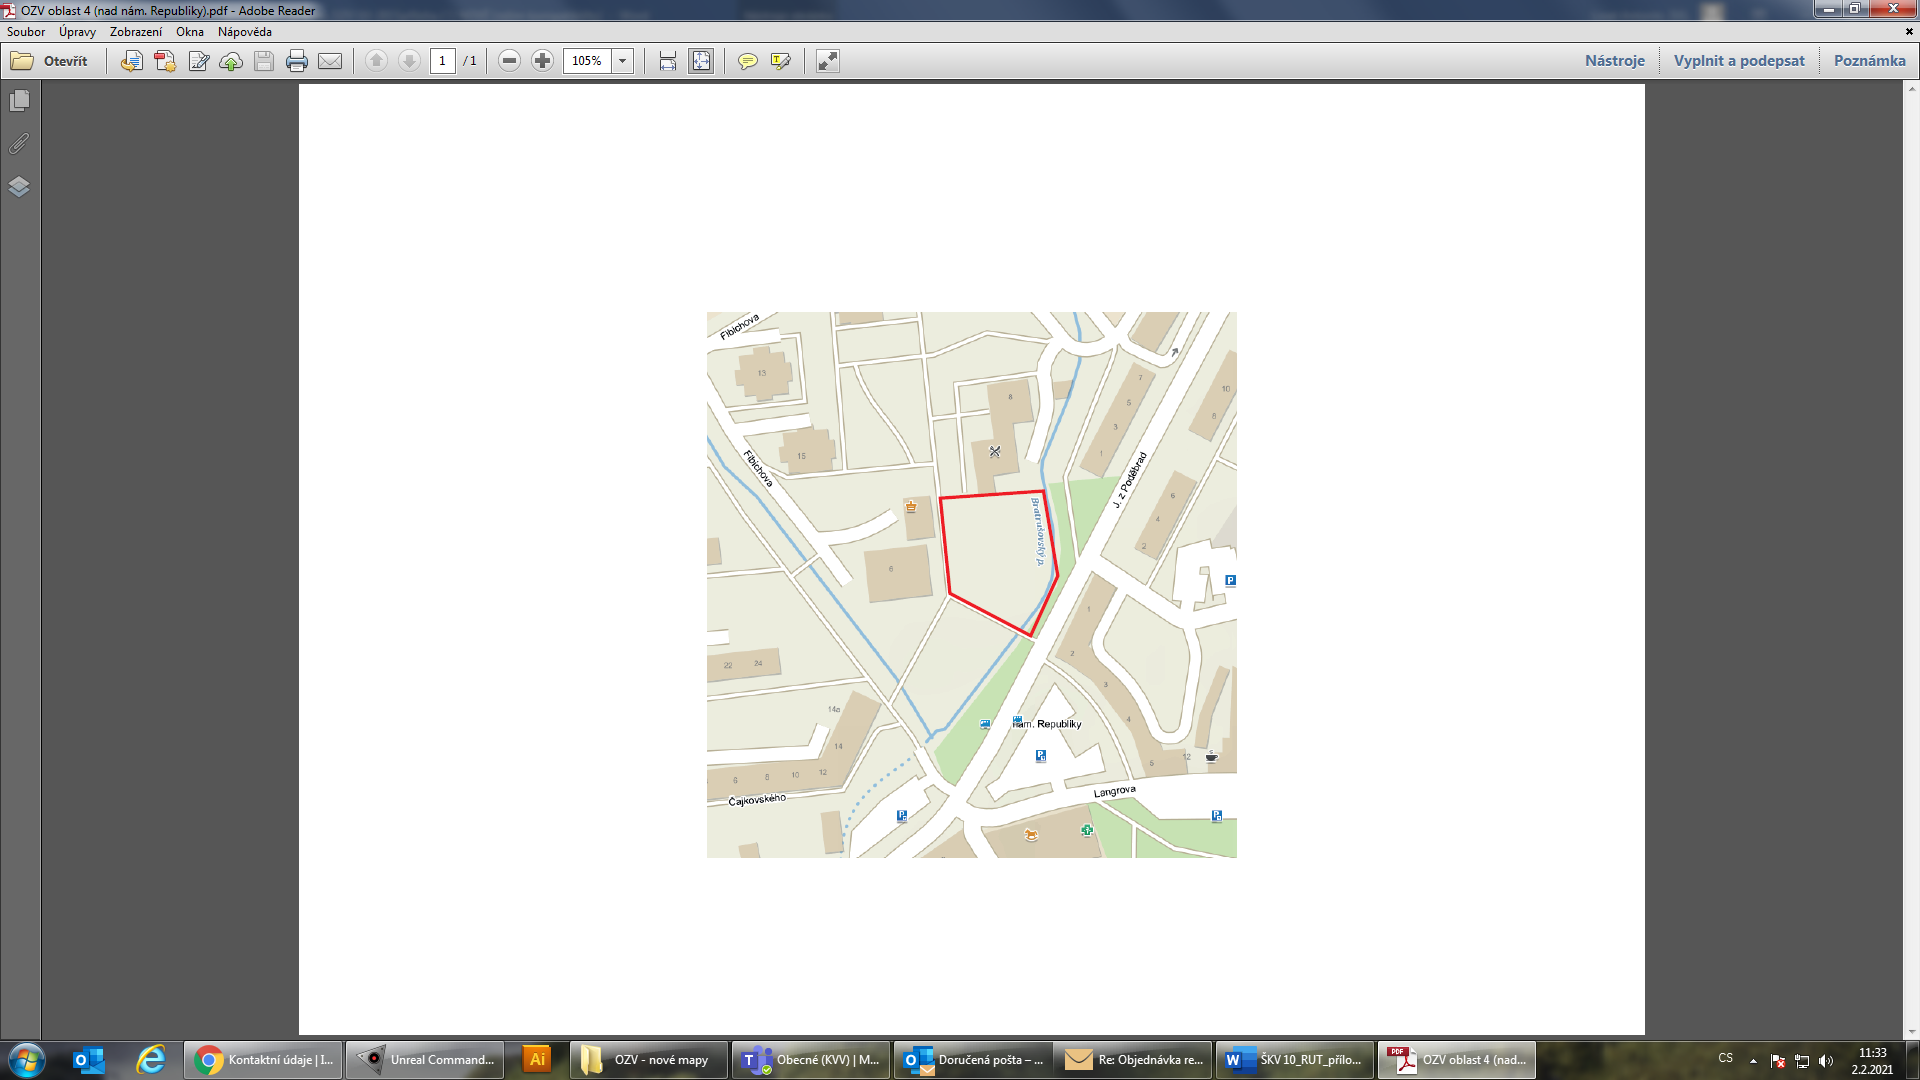 OZV oblast 4 (nad nám. Republiky).pdf - Adobe Reader
Soubor Úpravy Zobrazení Okna Nápověda
Otevřít
1 / 1
105%
Nástroje Vyplnit a podepsat Poznámka
Fibichova
13
15
Fibichova
8
7
5
3
1
10
8
J. z Poděbrad
6
4
2
Bratrušovský p.
6
P
1
2
3
4
5
12
22 24
14a
14
6 8 10 12
Čajkovského
nám. Republiky
P
Langrova
P
P
Kontaktní údaje | I...
Unreal Command...
Ai
OZV - nové mapy
Obecné (KVV) | M...
Doručená pošta – ...
Re: Objednávka re...
ŠKV 10_RUT_přílo...
OZV oblast 4 (nad...
CS
11:33
2.2.2021